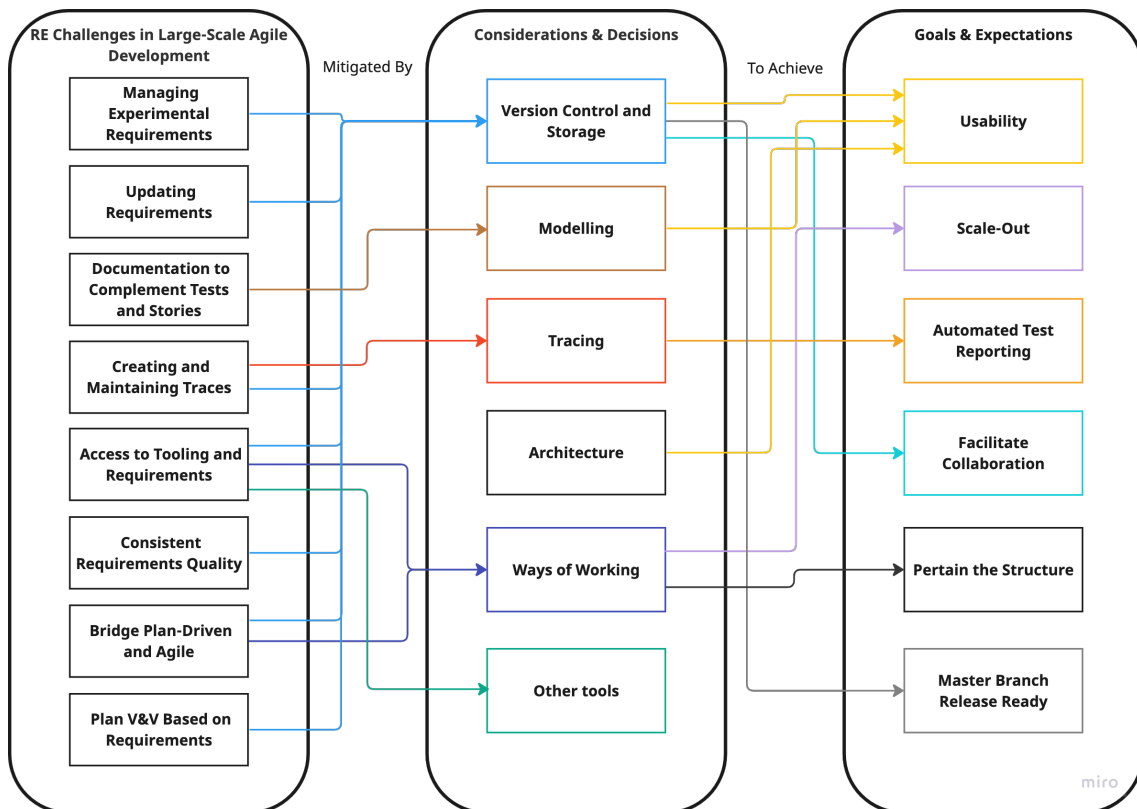 RE Challenges in Large-Scale Agile
Development
Managing
Experimental
Requirements
Updating
Requirements
Documentation to
Complement Tests
and Stories
Creating and
Maintaining Traces
Access to Tooling and
Requirements
Consistent
Requirements Quality
Bridge Plan-Driven
and Agile
Plan V&V Based on
Requirements
Mitigated By
Considerations & Decisions
Version Control and
Storage
Modelling
Tracing
Architecture
Ways of Working
Other tools
To Achieve
Goals & Expectations
Usability
Scale-Out
Automated Test
Reporting
Facilitate
Collaboration
Pertain the Structure
Master Branch
Release Ready
miro